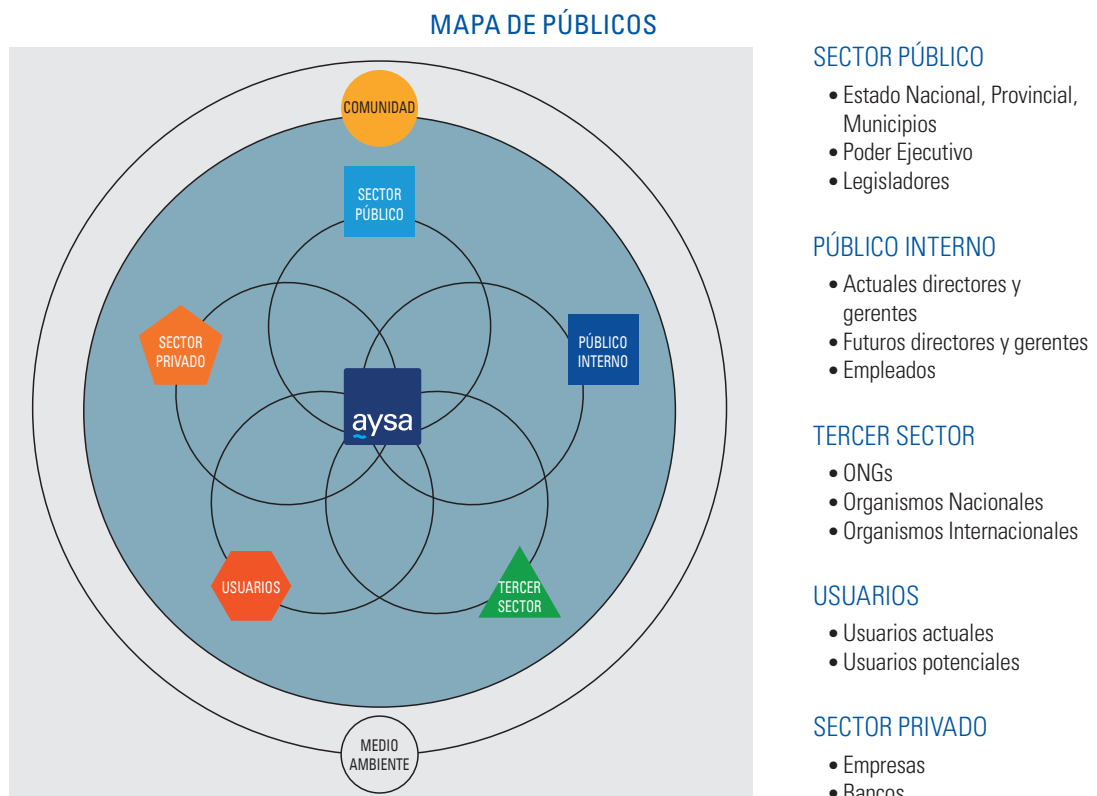 MAPA DE PÚBLICOS
COMUNIDAD
SECTOR
PÚBLICO
SECTOR
PRIVADO
PÚBLICO
INTERNO
aysa
USUARIOS
TERCER
SECTOR
MEDIO
AMBIENTE
SECTOR PÚBLICO
• Estado Nacional, Provincial,
Municipios
• Poder Ejecutivo
• Legisladores
PÚBLICO INTERNO
• Actuales directores y
gerentes
• Futuros directores y gerentes
• Empleados
TERCER SECTOR
• ONGs
• Organismos Nacionales
• Organismos Internacionales
USUARIOS
• Usuarios actuales
• Usuarios potenciales
SECTOR PRIVADO
• Empresas
• Bancos